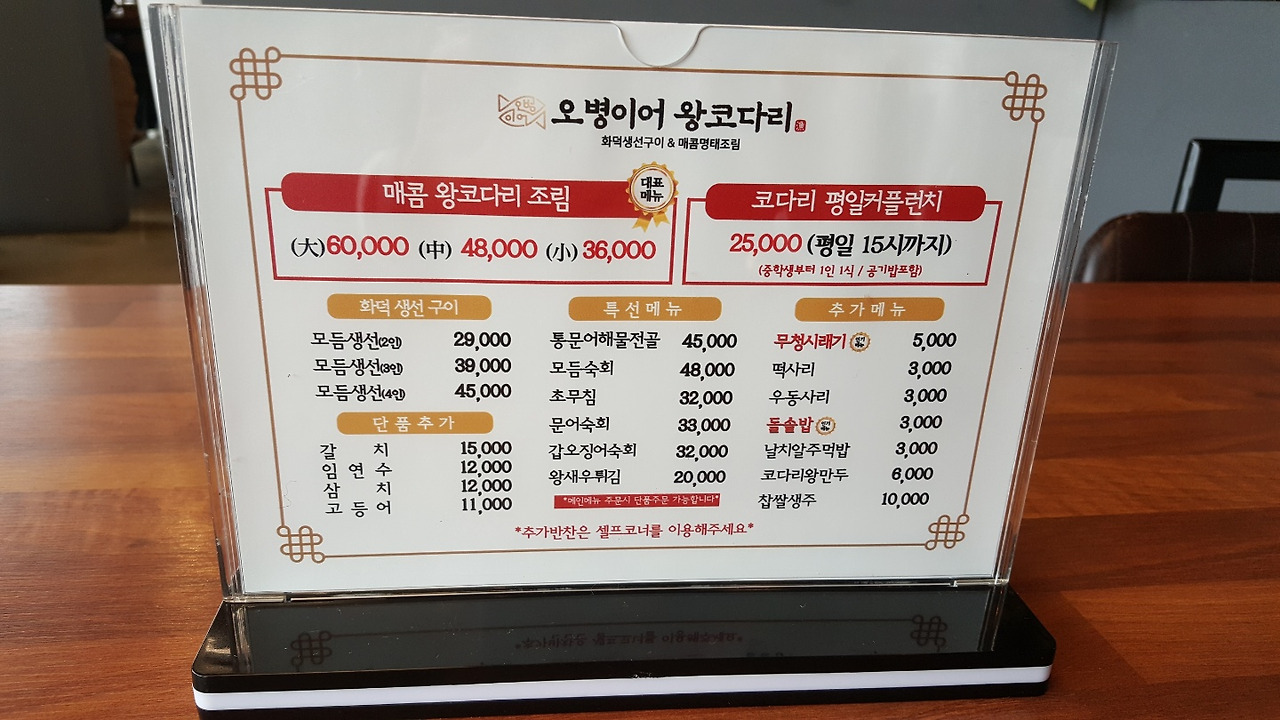 오병이어
오병이어 왕코다리
화덕생선구이 & 매콤명태조림
매콤 왕코다리 조림
대표
메뉴
(大)60,000 (中) 48,000 (小) 36,000
코다리 평일커플런치
25,000 (평일 15시까지)
(중학생부터 1인 1식 / 공기밥포함)
화덕 생선 구이
모듬생선(2인) 29,000
모듬생선(3인) 39,000
모듬생선(4인) 45,000
단품추가
갈치 15,000
임연수 12,000
삼치 12,000
고등어 11,000
특선메뉴
통문어해물전골 45,000
모듬숙회 48,000
초무침 32,000
문어숙회 33,000
갑오징어숙회 32,000
왕새우튀김 20,000
*메인메뉴 주문시 단품주문 가능합니다*
추가메뉴
무청시래기 5,000
떡사리 3,000
우동사리 3,000
돌솥밥 3,000
날치알주먹밥 3,000
코다리왕만두 6,000
찹쌀생주 10,000
*추가반찬은 셀프코너를 이용해주세요*